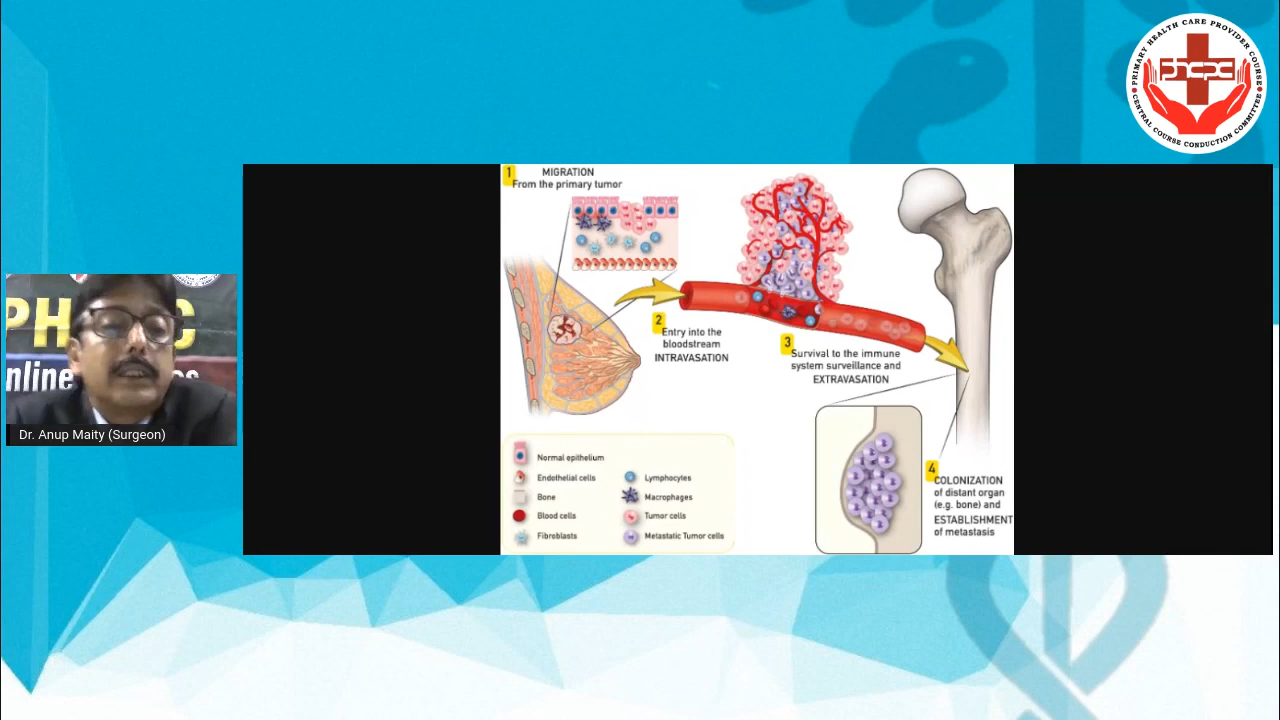 PRIMARY HEALTH CARE PROVIDER COURSE
phcpc
CENTRAL COURSE CONDUCTION COMMITTEE
1
MIGRATION
From the primary tumor
2
Entry into the
bloodstream
INTRAVASATION
3
Survival to the immune
system surveillance and
EXTRAVASATION
4
COLONIZATION
of distant organ
(e.g. bone) and
ESTABLISHMENT
of metastasis
Normal epithelium
Endothelial cells
Bone
Blood cells
Fibroblasts
Lymphocytes
Macrophages
Tumor cells
Metastatic Tumor cells
PH C
nline
Dr. Anup Maity (Surgeon)